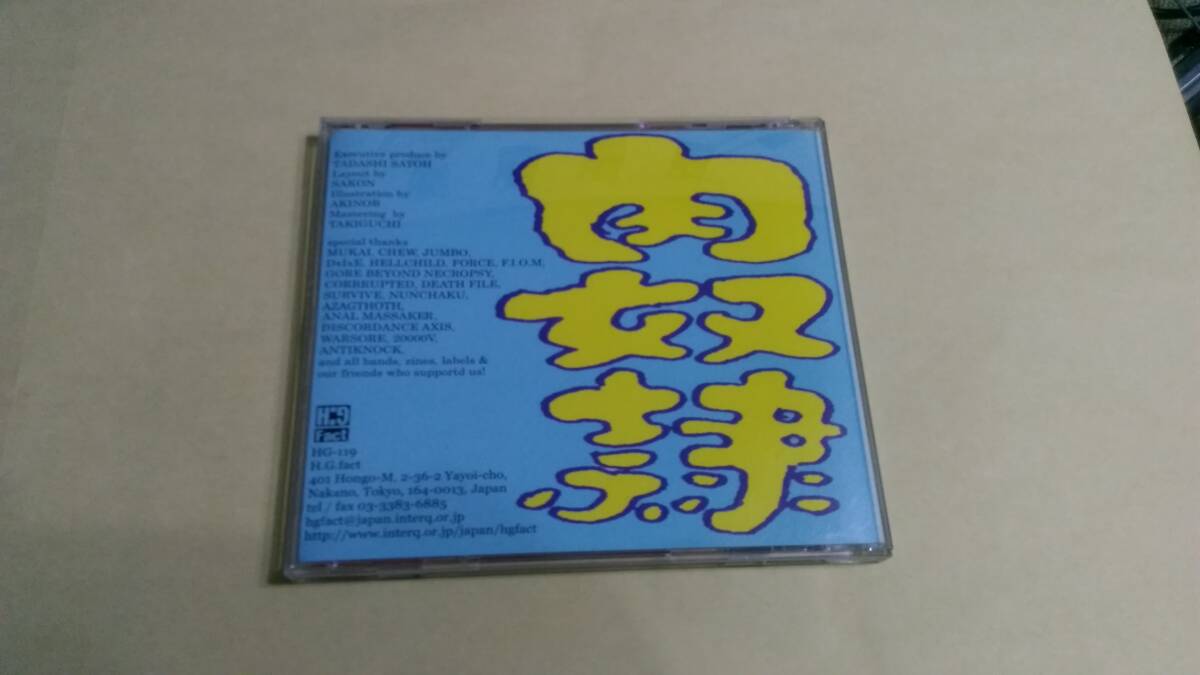 Executive produce by
TADASHI SATOH
Layout by
SAKON
Illustration by
AKINOB
Mastering by
TAKIGUCHI
special thanks
MUKAI, CHEW, JUMBO,
HELLCHILD, FORCE, F.I.O.M,
GORE BEYOND NECROPSY,
CORRUPTED, DEATH FILE,
SURVIVE, NUNCHAKU,
AZAGTHOTH,
ANAL MASSAKER,
DISCORDANCE AXIS,
WARSORE, 20000V,
ANTIKNOCK,
and all bands, zines, labels &
our friends who supportd us!
H:G
Fact
HG-119
H.G.fact
401 Hongo-M, 2-36-2 Yayoi-cho,
Nakano, Tokyo, 164-0013, Japan
tel / fax 03-3383-6885
hgfact@japan.interq.or.jp
http://www.interq.or.jp/japan/hgfact
肉
奴
隷